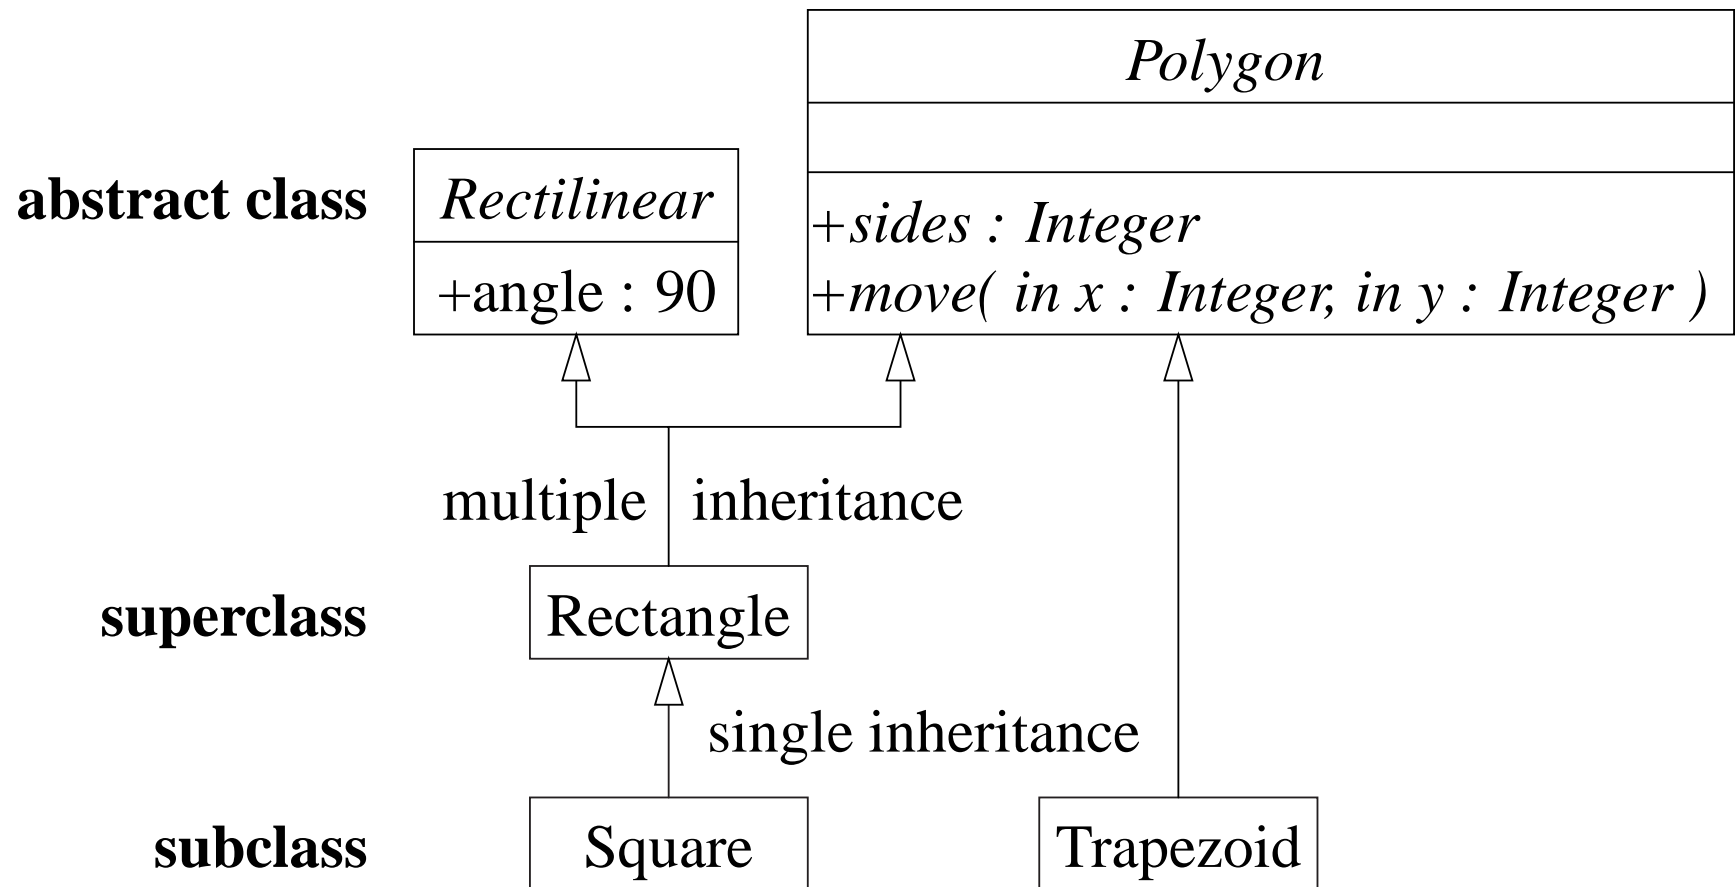 Polygon
abstract class
Rectilinear
+sides : Integer
+angle : 90
+move( in x : Integer, in y : Integer )
multiple inheritance
superclass
Rectangle
single inheritance
subclass
Square
Trapezoid